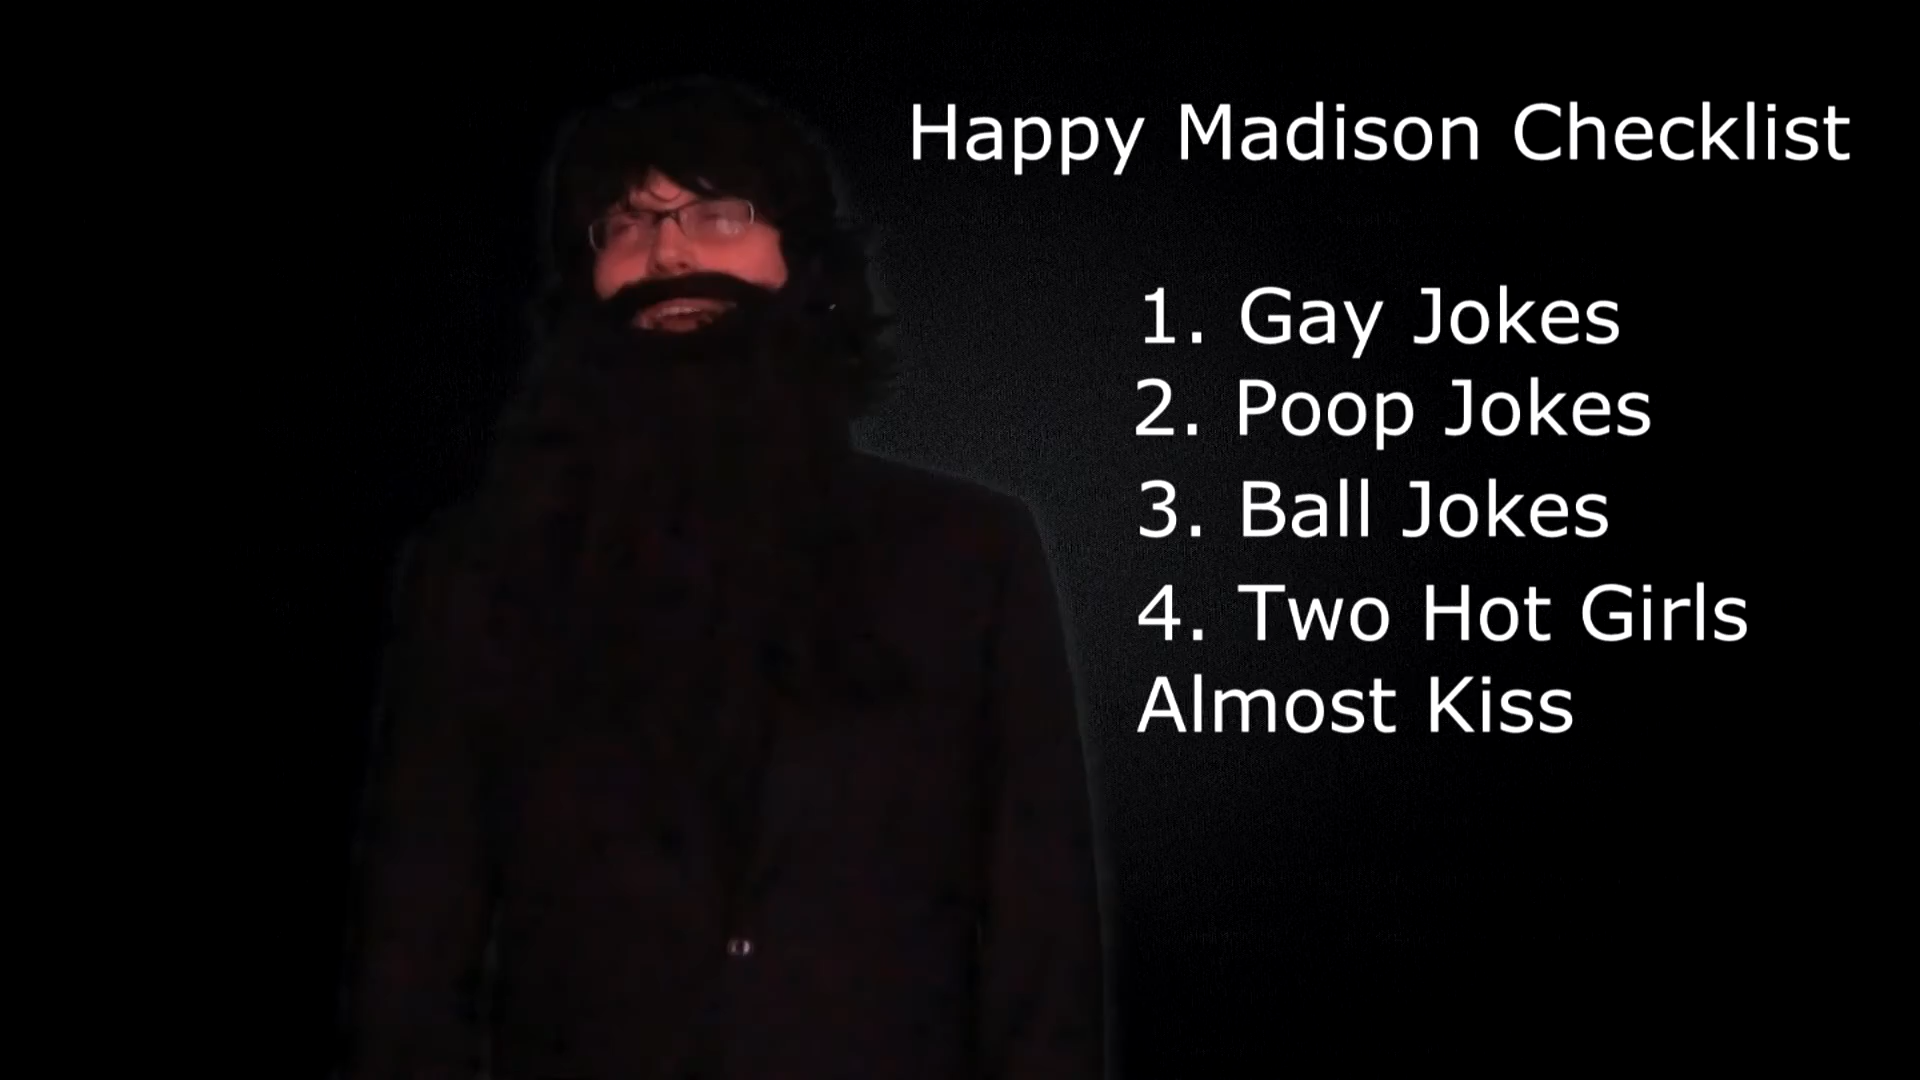 Happy Madison Checklist
1. Gay Jokes
2. Poop Jokes
3. Ball Jokes
4. Two Hot Girls
Almost Kiss